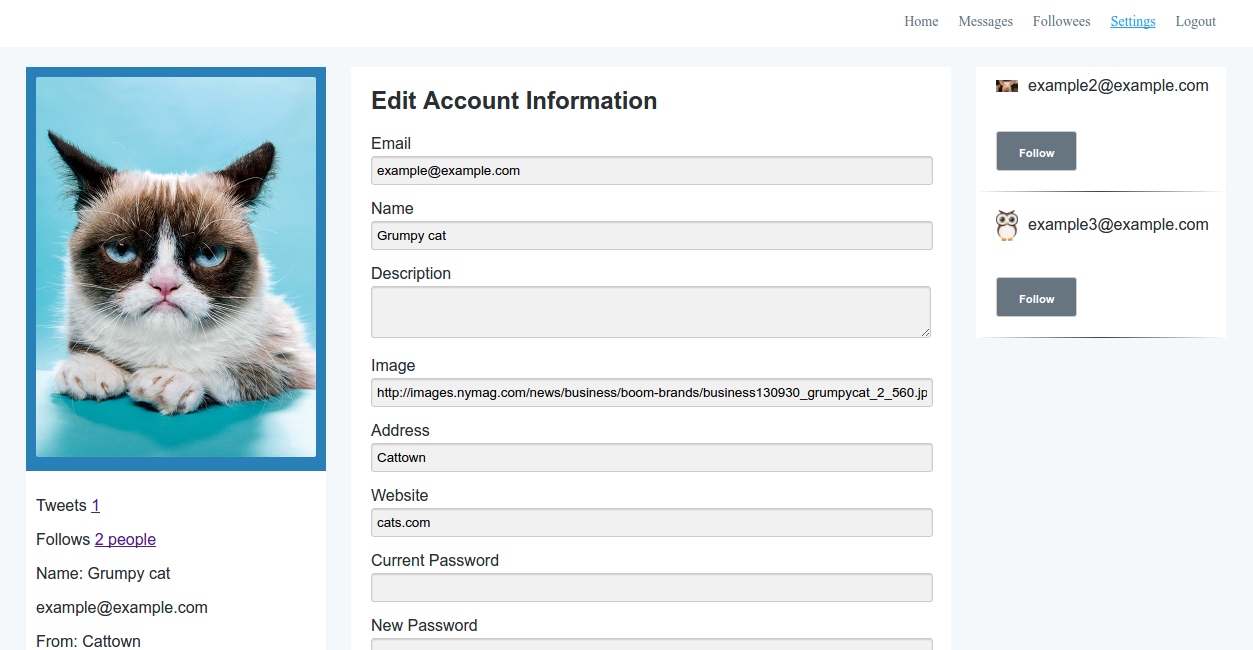 Home Messages Followees Settings Logout
Tweets 1
Follows 2 people
Name: Grumpy cat
example@example.com
From: Cattown
Edit Account Information
Email
example@example.com
Name
Grumpy cat
Description
Image
http://images.nymag.com/news/business/boom-brands/business130930_grumpycat_2_560.jp
Address
Cattown
Website
cats.com
Current Password
New Password
example2@example.com
Follow
example3@example.com
Follow